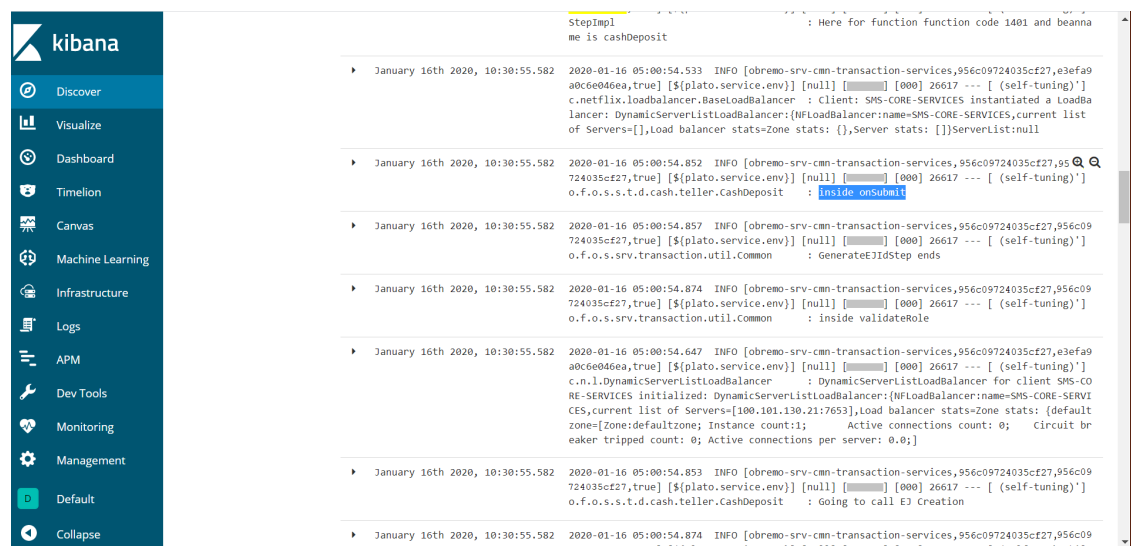 kibana
Discover
Visualize
Dashboard
Timelion
Canvas
Machine Learning
Infrastructure
Logs
APM
Dev Tools
Monitoring
Management
D Default
Collapse
StepImpl : Here for function function code 1401 and beanna
me is cashDeposit
January 16th 2020, 10:30:55.582 2020-01-16 05:00:54.533 INFO [obremo-srv-cmn-transaction-services,956c09724035cf27,e3efa9
a0c6e046ea,true] [${plato.service.env}] [null] [ ] [000] 26617 --- [ (self-tuning)']
c.netflix.loadbalancer.BaseLoadBalancer : Client: SMS-CORE-SERVICES instantiated a LoadBa
lancer: DynamicServerListLoadBalancer:{NFLoadBalancer:name=SMS-CORE-SERVICES,current list
of Servers=[],Load balancer stats=Zone stats: {},Server stats: []}ServerList:null
January 16th 2020, 10:30:55.582 2020-01-16 05:00:54.852 INFO [obremo-srv-cmn-transaction-services,956c09724035cf27,95
724035cf27,true] [${plato.service.env}] [null] [ ] [000] 26617 --- [ (self-tuning)']
o.f.o.s.s.t.d.cash.teller.CashDeposit : inside onSubmit
January 16th 2020, 10:30:55.582 2020-01-16 05:00:54.857 INFO [obremo-srv-cmn-transaction-services,956c09724035cf27,956c09
724035cf27,true] [${plato.service.env}] [null] [ ] [000] 26617 --- [ (self-tuning)']
o.f.o.s.srv.transaction.util.Common : GenerateEJIdStep ends
January 16th 2020, 10:30:55.582 2020-01-16 05:00:54.874 INFO [obremo-srv-cmn-transaction-services,956c09724035cf27,956c09
724035cf27,true] [${plato.service.env}] [null] [ ] [000] 26617 --- [ (self-tuning)']
o.f.o.s.srv.transaction.util.Common : inside validateRole
January 16th 2020, 10:30:55.582 2020-01-16 05:00:54.647 INFO [obremo-srv-cmn-transaction-services,956c09724035cf27,e3efa9
a0c6e046ea,true] [${plato.service.env}] [null] [ ] [000] 26617 --- [ (self-tuning)']
c.n.l.DynamicServerListLoadBalancer : DynamicServerListLoadBalancer for client SMS-CO
RE-SERVICES initialized: DynamicServerListLoadBalancer:{NFLoadBalancer:name=SMS-CORE-SERVI
CES,current list of Servers=[100.101.130.21:7653],Load balancer stats=Zone stats: {default
zone=[Zone:defaultzone; Instance count:1; Active connections count: 0; Circuit br
eaker tripped count: 0; Active connections per server: 0.0;]
January 16th 2020, 10:30:55.582 2020-01-16 05:00:54.853 INFO [obremo-srv-cmn-transaction-services,956c09724035cf27,956c09
724035cf27,true] [${plato.service.env}] [null] [ ] [000] 26617 --- [ (self-tuning)']
o.f.o.s.s.t.d.cash.teller.CashDeposit : Going to call EJ Creation
January 16th 2020, 10:30:55.582 2020-01-16 05:00:54.874 INFO [obremo-srv-cmn-transaction-services,956c09724035cf27,956c09